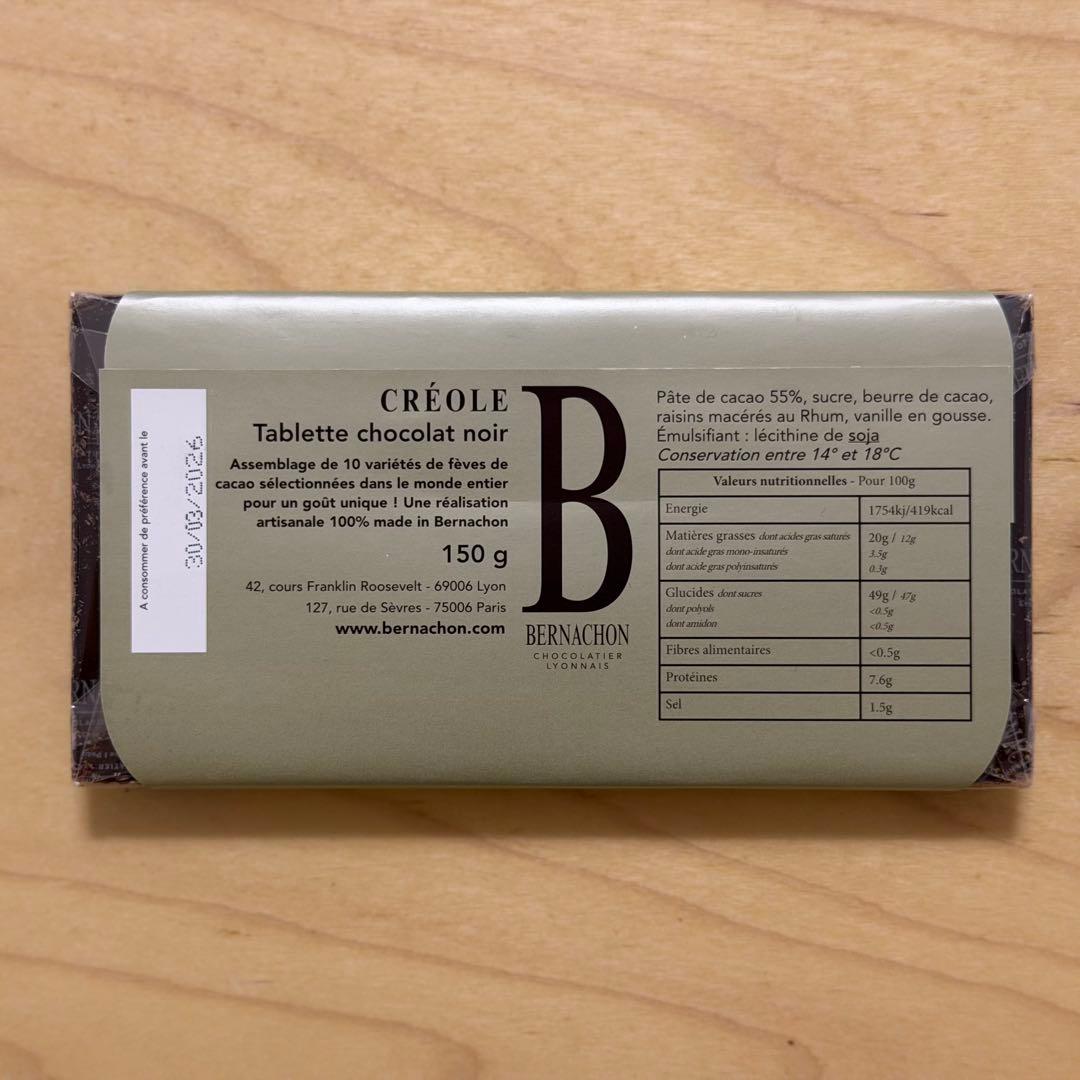 A consommer de préférence avant le
30/03/2026
CRÉOLE
Tablette chocolat noir
Assemblage de 10 variétés de fèves de
cacao sélectionnées dans le monde entier
pour un goût unique ! Une réalisation
artisanale 100% made in Bernachon
150 g
42, cours Franklin Roosevelt - 69006 Lyon
127, rue de Sèvres - 75006 Paris
www.bernachon.com
B
BERNACHON
CHOCOLATIER
LYONNAIS
Pâte de cacao 55%, sucre, beurre de cacao,
raisins macérés au Rhum, vanille en gousse.
Émulsifiant : lécithine de soja
Conservation entre 14° et 18°C
Valeurs nutritionnelles - Pour 100g
Energie 1754kj/419kcal
Matières grasses dont acides gras saturés 20g / 12g
dont acide gras mono-insaturés 3.5g
dont acide gras polyinsaturés 0.3g
Glucides dont sucres 49g / 47g
dont polyols <0.5g
dont amidon <0.5g
Fibres alimentaires <0.5g
Protéines 7.6g
Sel 1.5g